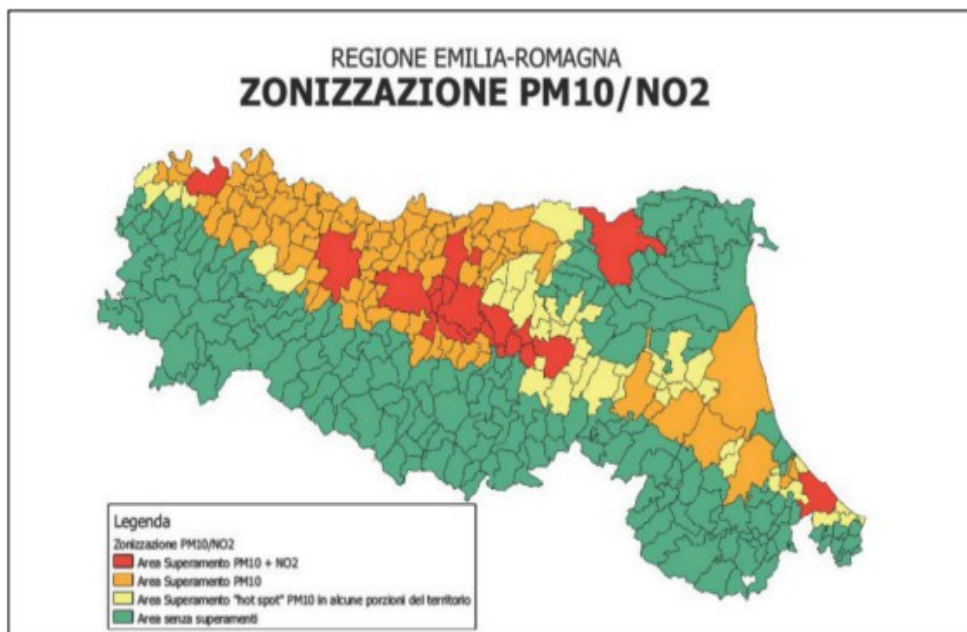 REGIONE EMILIA-ROMAGNA
ZONIZZAZIONE PM10/NO2
Legenda
Zonizzazione PM10/NO2
Area Superamento PM10 + NO2
Area Superamento PM10
Area Superamento "hot spot" PM10 in alcune porzioni del territorio
Area senza superamenti